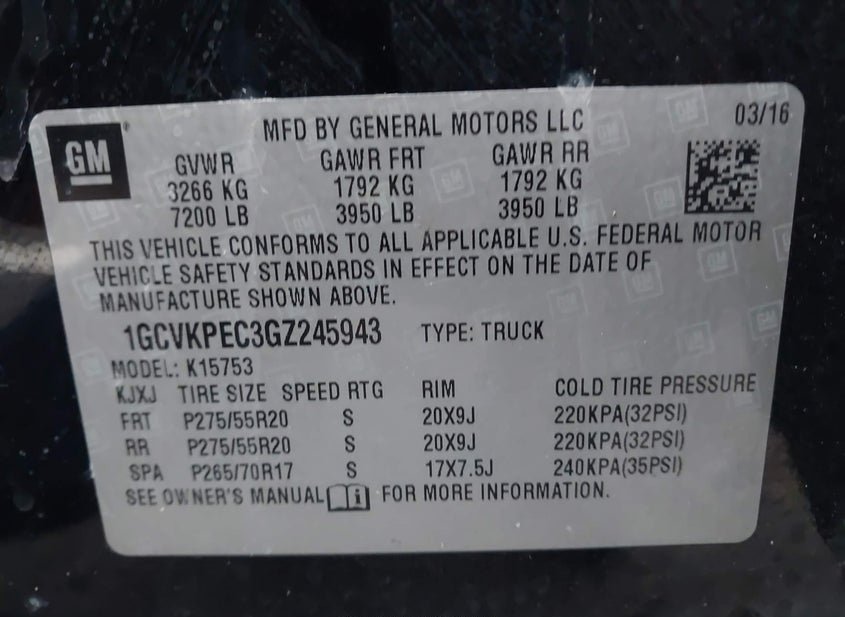 03/16
GM
MFD BY GENERAL MOTORS LLC
GVWR GAWR FRT GAWR RR
3266 KG 1792 KG 1792 KG
7200 LB 3950 LB 3950 LB
THIS VEHICLE CONFORMS TO ALL APPLICABLE U.S. FEDERAL MOTOR
VEHICLE SAFETY STANDARDS IN EFFECT ON THE DATE OF
MANUFACTURE SHOWN ABOVE.
1GCVKPEC3GZ245943 TYPE: TRUCK
MODEL: K15753
KJXJ TIRE SIZE SPEED RTG RIM COLD TIRE PRESSURE
FRT P275/55R20 S 20X9J 220KPA(32PSI)
RR P275/55R20 S 20X9J 220KPA(32PSI)
SPA P265/70R17 S 17X7.5J 240KPA(35PSI)
SEE OWNER'S MANUAL FOR MORE INFORMATION.